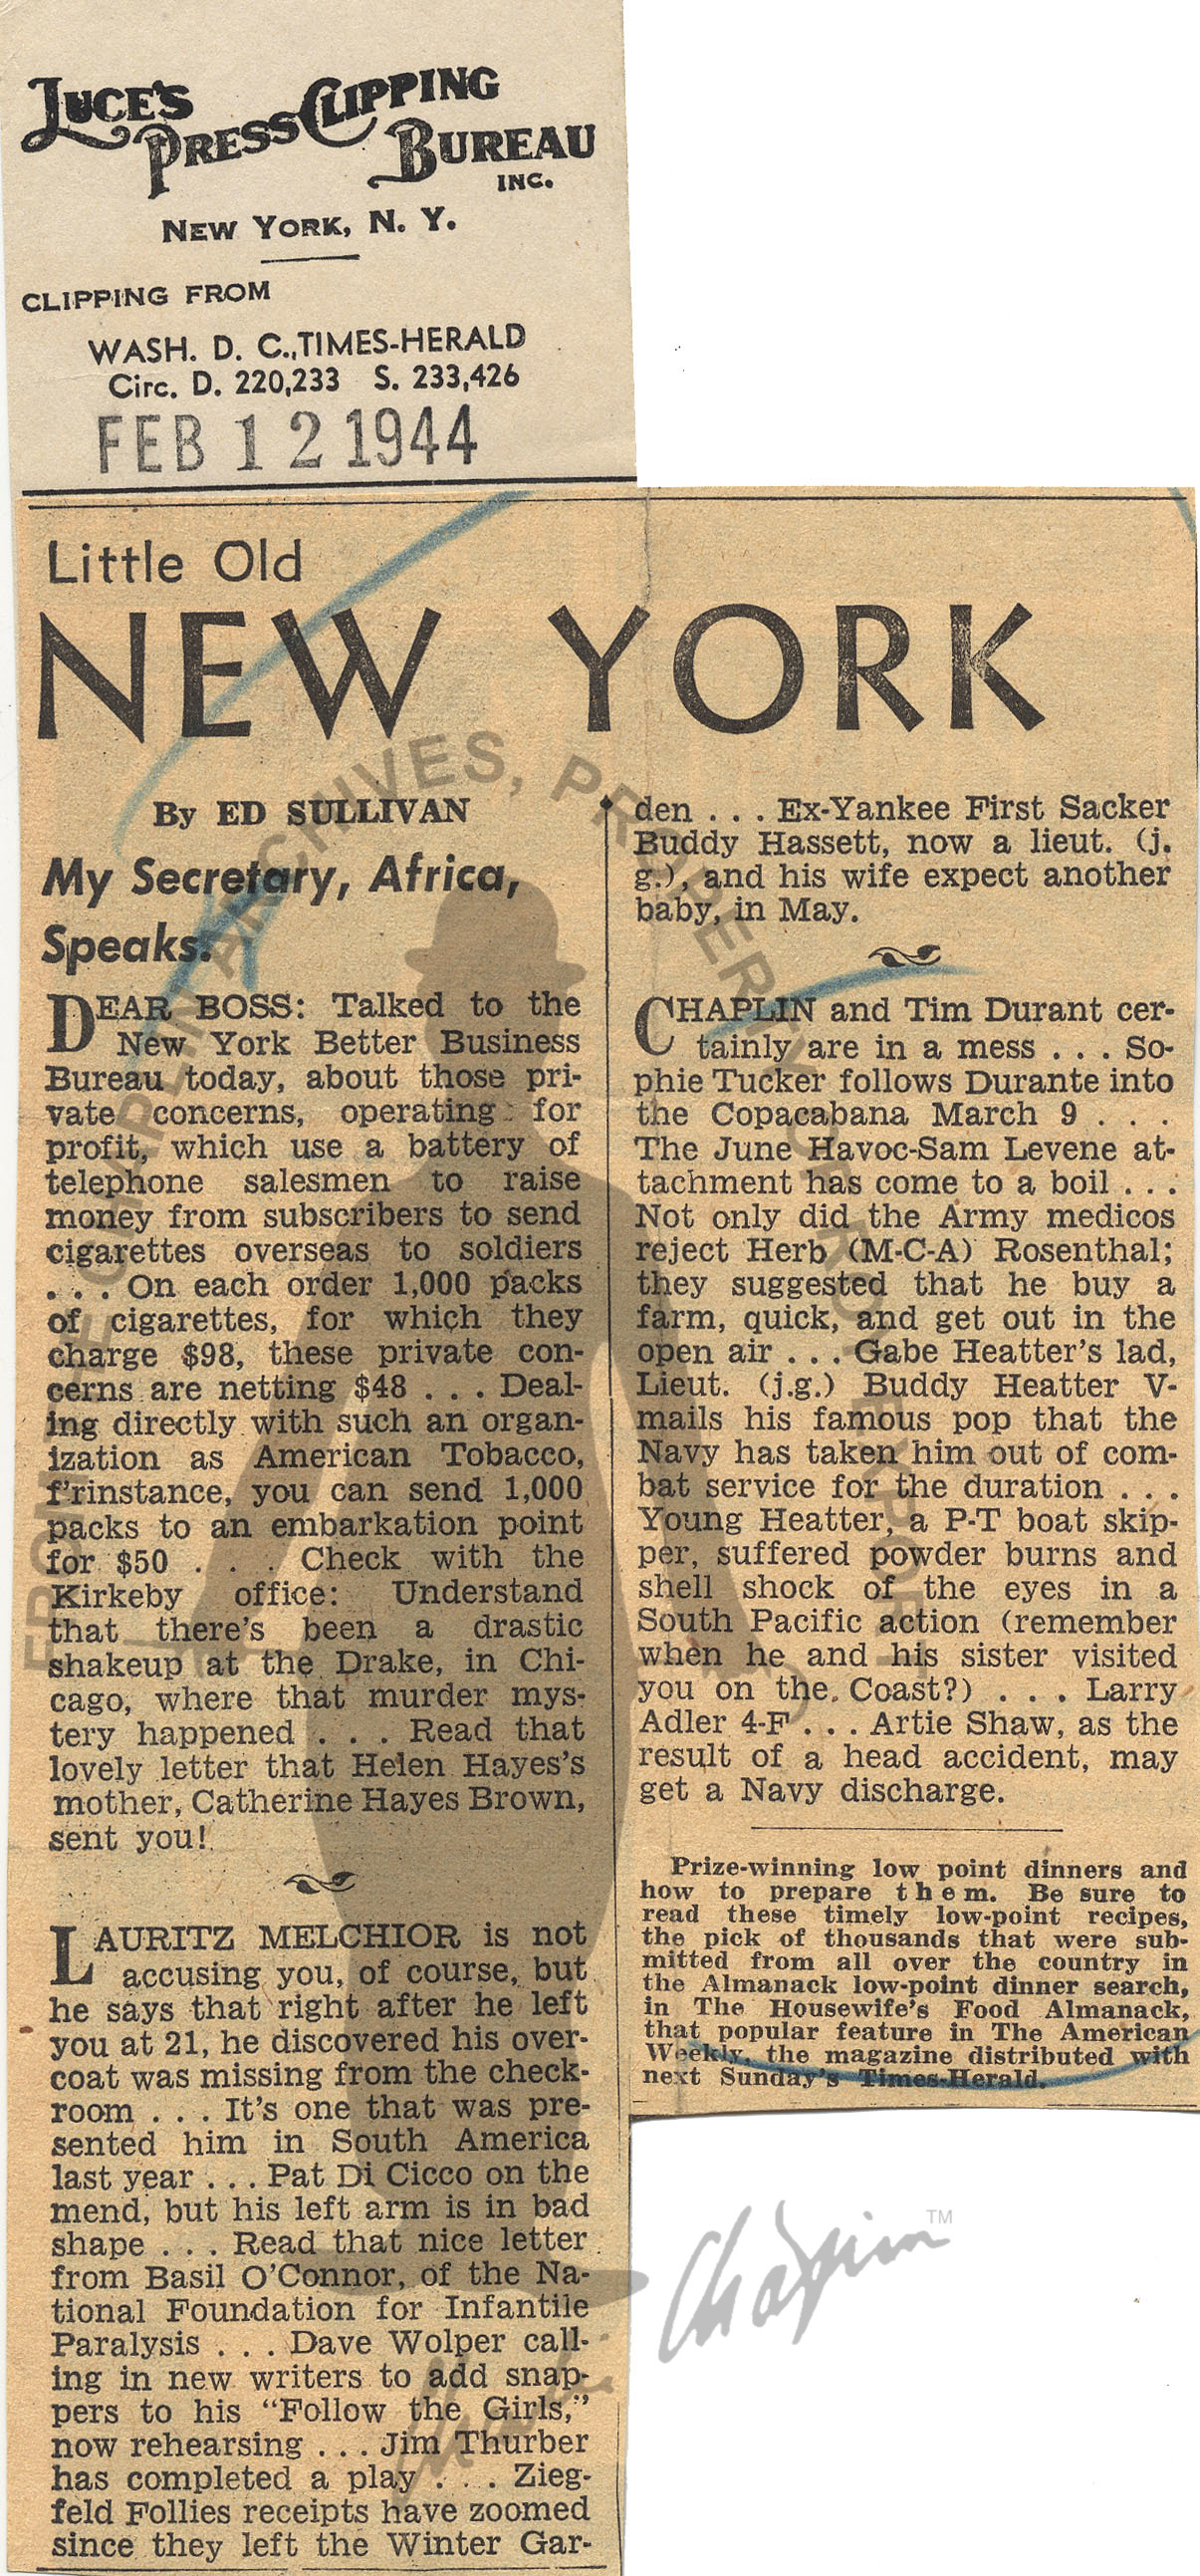 LUCE'S
PRESS CLIPPING
BUREAU
INC.
NEW YORK, N. Y.
CLIPPING FROM
WASH. D. C., TIMES-HERALD
Circ. D. 220,233 S. 233,426
FEB 12 1944
Little Old
NEW YORK
By ED SULLIVAN
My Secretary, Africa,
Speaks.
DEAR BOSS: Talked to the
New York Better Business
Bureau today, about those pri-
vate concerns, operating for
profit, which use a battery of
telephone salesmen to raise
money from subscribers to send
cigarettes overseas to soldiers
. . . On each order 1,000 packs
of cigarettes, for which they
charge $98, these private con-
cerns are netting $48 . . . Deal-
ing directly with such an organ-
ization as American Tobacco,
f'rinstance, you can send 1,000
packs to an embarkation point
for $50 . . . Check with the
Kirkeby office: Understand
that there's been a drastic
shakeup at the Drake, in Chi-
cago, where that murder mys-
tery happened . . . Read that
lovely letter that Helen Hayes's
mother, Catherine Hayes Brown,
sent you!
LAURITZ MELCHIOR is not
accusing you, of course, but
he says that right after he left
you at 21, he discovered his over-
coat was missing from the check-
room . . . It's one that was pre-
sented him in South America
last year . . . Pat Di Cicco on the
mend, but his left arm is in bad
shape . . . Read that nice letter
from Basil O'Connor, of the Na-
tional Foundation for Infantile
Paralysis . . . Dave Wolper call-
ing in new writers to add snap-
pers to his "Follow the Girls,"
now rehearsing . . . Jim Thurber
has completed a play . . . Zieg-
feld Follies receipts have zoomed
since they left the Winter Gar-
den . . . Ex-Yankee First Sacker
Buddy Hassett, now a lieut. (j.
g.), and his wife expect another
baby, in May.
CHAPLIN and Tim Durant cer-
tainly are in a mess . . . So-
phie Tucker follows Durante into
the Copacabana March 9 . . .
The June Havoc-Sam Levene at-
tachment has come to a boil . . .
Not only did the Army medicos
reject Herb (M-C-A) Rosenthal;
they suggested that he buy a
farm, quick, and get out in the
open air . . . Gabe Heatter's lad,
Lieut. (j.g.) Buddy Heatter V-
mails his famous pop that the
Navy has taken him out of com-
bat service for the duration . . .
Young Heatter, a P-T boat skip-
per, suffered powder burns and
shell shock of the eyes in a
South Pacific action (remember
when he and his sister visited
you on the Coast?) . . . Larry
Adler 4-F . . . Artie Shaw, as the
result of a head accident, may
get a Navy discharge.
Prize-winning low point dinners and
how to prepare them. Be sure to
read these timely low-point recipes,
the pick of thousands that were sub-
mitted from all over the country in
the Almanack low-point dinner search,
in The Housewife's Food Almanack,
that popular feature in The American
Weekly, the magazine distributed with
next Sunday's Times-Herald.
Chaplin TM